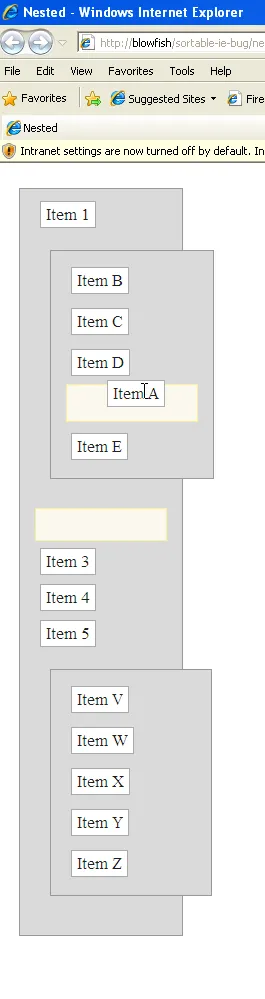 Nested - Windows Internet Explorer
http://blowfish/sortable-ie-bug/ne
File Edit View Favorites Tools Help
Favorites Suggested Sites Fire
Nested
Intranet settings are now turned off by default. In
Item 1
Item B
Item C
Item D
Item A
Item E
Item 3
Item 4
Item 5
Item V
Item W
Item X
Item Y
Item Z